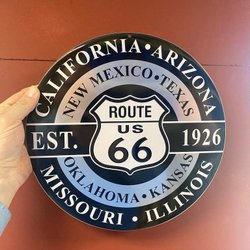 CALIFORNIA • ARIZONA
NEW MEXICO • TEXAS
ROUTE
US
66
EST. 1926
OKLAHOMA • KANSAS
MISSOURI • ILLINOIS